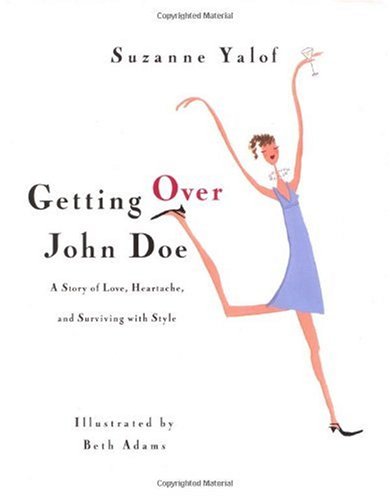 Copyrighted Material
Suzanne Yalof
Getting Over
John Doe
A Story of Love, Heartache,
and Surviving with Style
Illustrated by
Beth Adams
Copyrighted Material